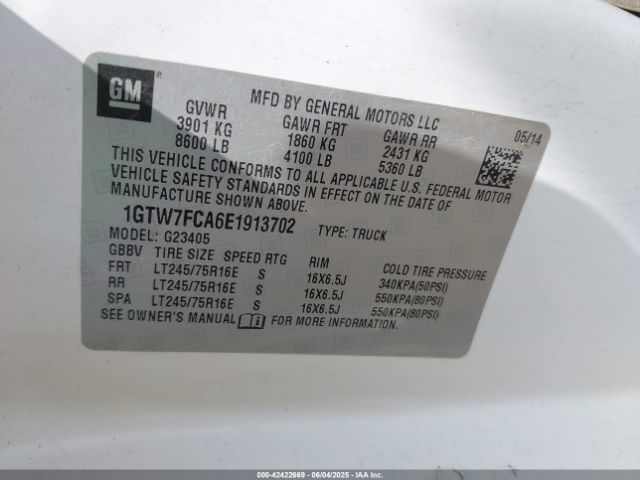 GM ®
MFD BY GENERAL MOTORS LLC
05/14
GVWR GAWR FRT GAWR RR
3901 KG 1860 KG 2431 KG
8600 LB 4100 LB 5360 LB
THIS VEHICLE CONFORMS TO ALL APPLICABLE U.S. FEDERAL MOTOR
VEHICLE SAFETY STANDARDS IN EFFECT ON THE DATE OF
MANUFACTURE SHOWN ABOVE.
1GTW7FCA6E1913702 TYPE: TRUCK
MODEL: G23405
GBBV TIRE SIZE SPEED RTG RIM COLD TIRE PRESSURE
FRT LT245/75R16E S 16X6.5J 340KPA(50PSI)
RR LT245/75R16E S 16X6.5J 550KPA(80PSI)
SPA LT245/75R16E S 16X6.5J 550KPA(80PSI)
SEE OWNER'S MANUAL FOR MORE INFORMATION.
000-42422669 - 06/04/2025 - IAAI.COM